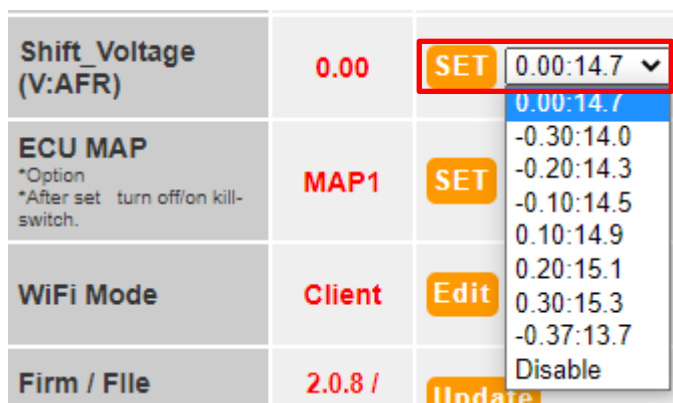 Shift_Voltage
(V:AFR)
0.00
SET
0.00:14.7
0.00:14.7
-0.30:14.0
-0.20:14.3
-0.10:14.5
0.10:14.9
0.20:15.1
0.30:15.3
-0.37:13.7
Disable
ECU MAP
*Option
*After set turn off/on kill-
switch.
MAP1
SET
WiFi Mode
Client
Edit
Firm / FIle
2.0.8 /
Update